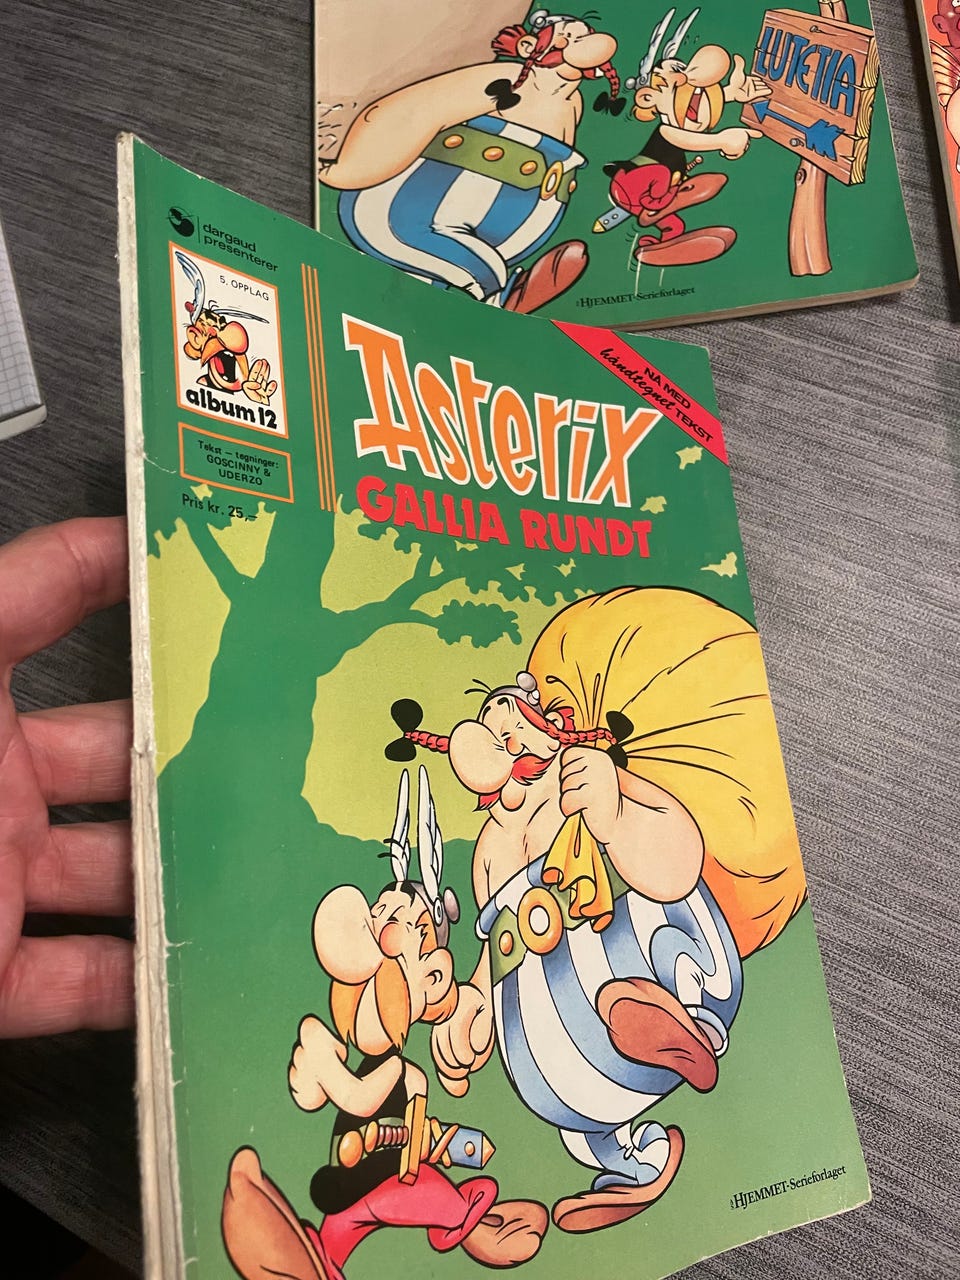 LUTETIA
A/S HJEMMET-Serieforlaget
dargaud
presenterer
5. OPPLAG
album 12
Tekst – tegninger:
GOSCINNY &
UDERZO
Pris kr. 25,–
NÅ MED
håndtegnet TEKST
Asterix
GALLIA RUNDT
A/S HJEMMET-Serieforlaget